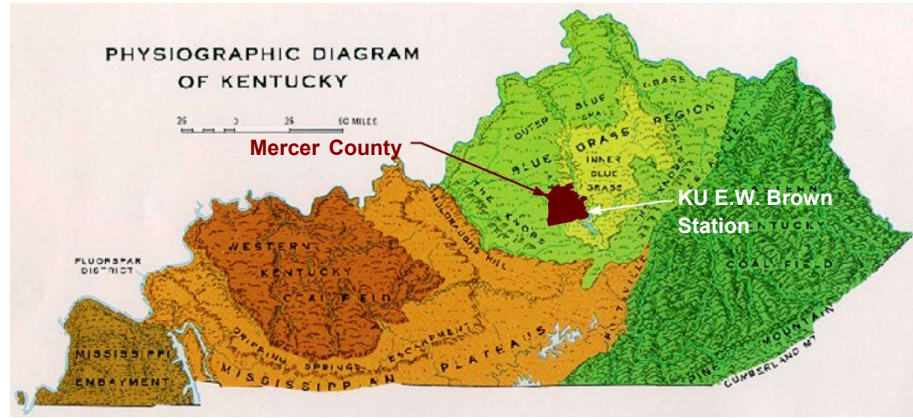 PHYSIOGRAPHIC DIAGRAM
OF KENTUCKY
25 0 25 50 MILES
Mercer County
KU E.W. Brown
Station
OUTER BLUE GRASS
BLUE GRASS REGION
INNER
BLUE
GRASS
THE KNOBS
MULDRAUGHS HILL
WESTERN
KENTUCKY
COAL FIELD
FLUORSPAR
DISTRICT
MISSISSIPPI
EMBAYMENT
DRIPPING SPRINGS ESCARPMENT
MISSISSIPPIAN PLATEAUS
KENTUCKY
COAL FIELD
PINE MOUNTAIN
CUMBERLAND MT